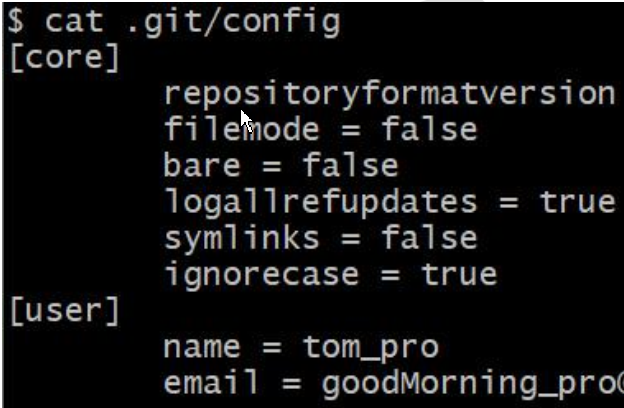 $ cat .git/config
[core]
repositoryformatversion
filemode = false
bare = false
logallrefupdates = true
symlinks = false
ignorecase = true
[user]
name = tom_pro
email = goodMorning_pro@